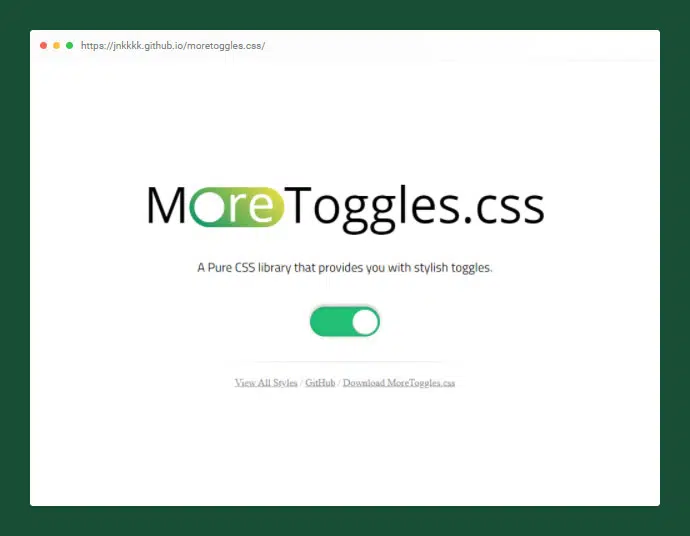 https://jnkkkk.github.io/moretoggles.css/
MoreToggles.css
A Pure CSS library that provides you with stylish toggles.
View All Styles / GitHub / Download MoreToggles.css